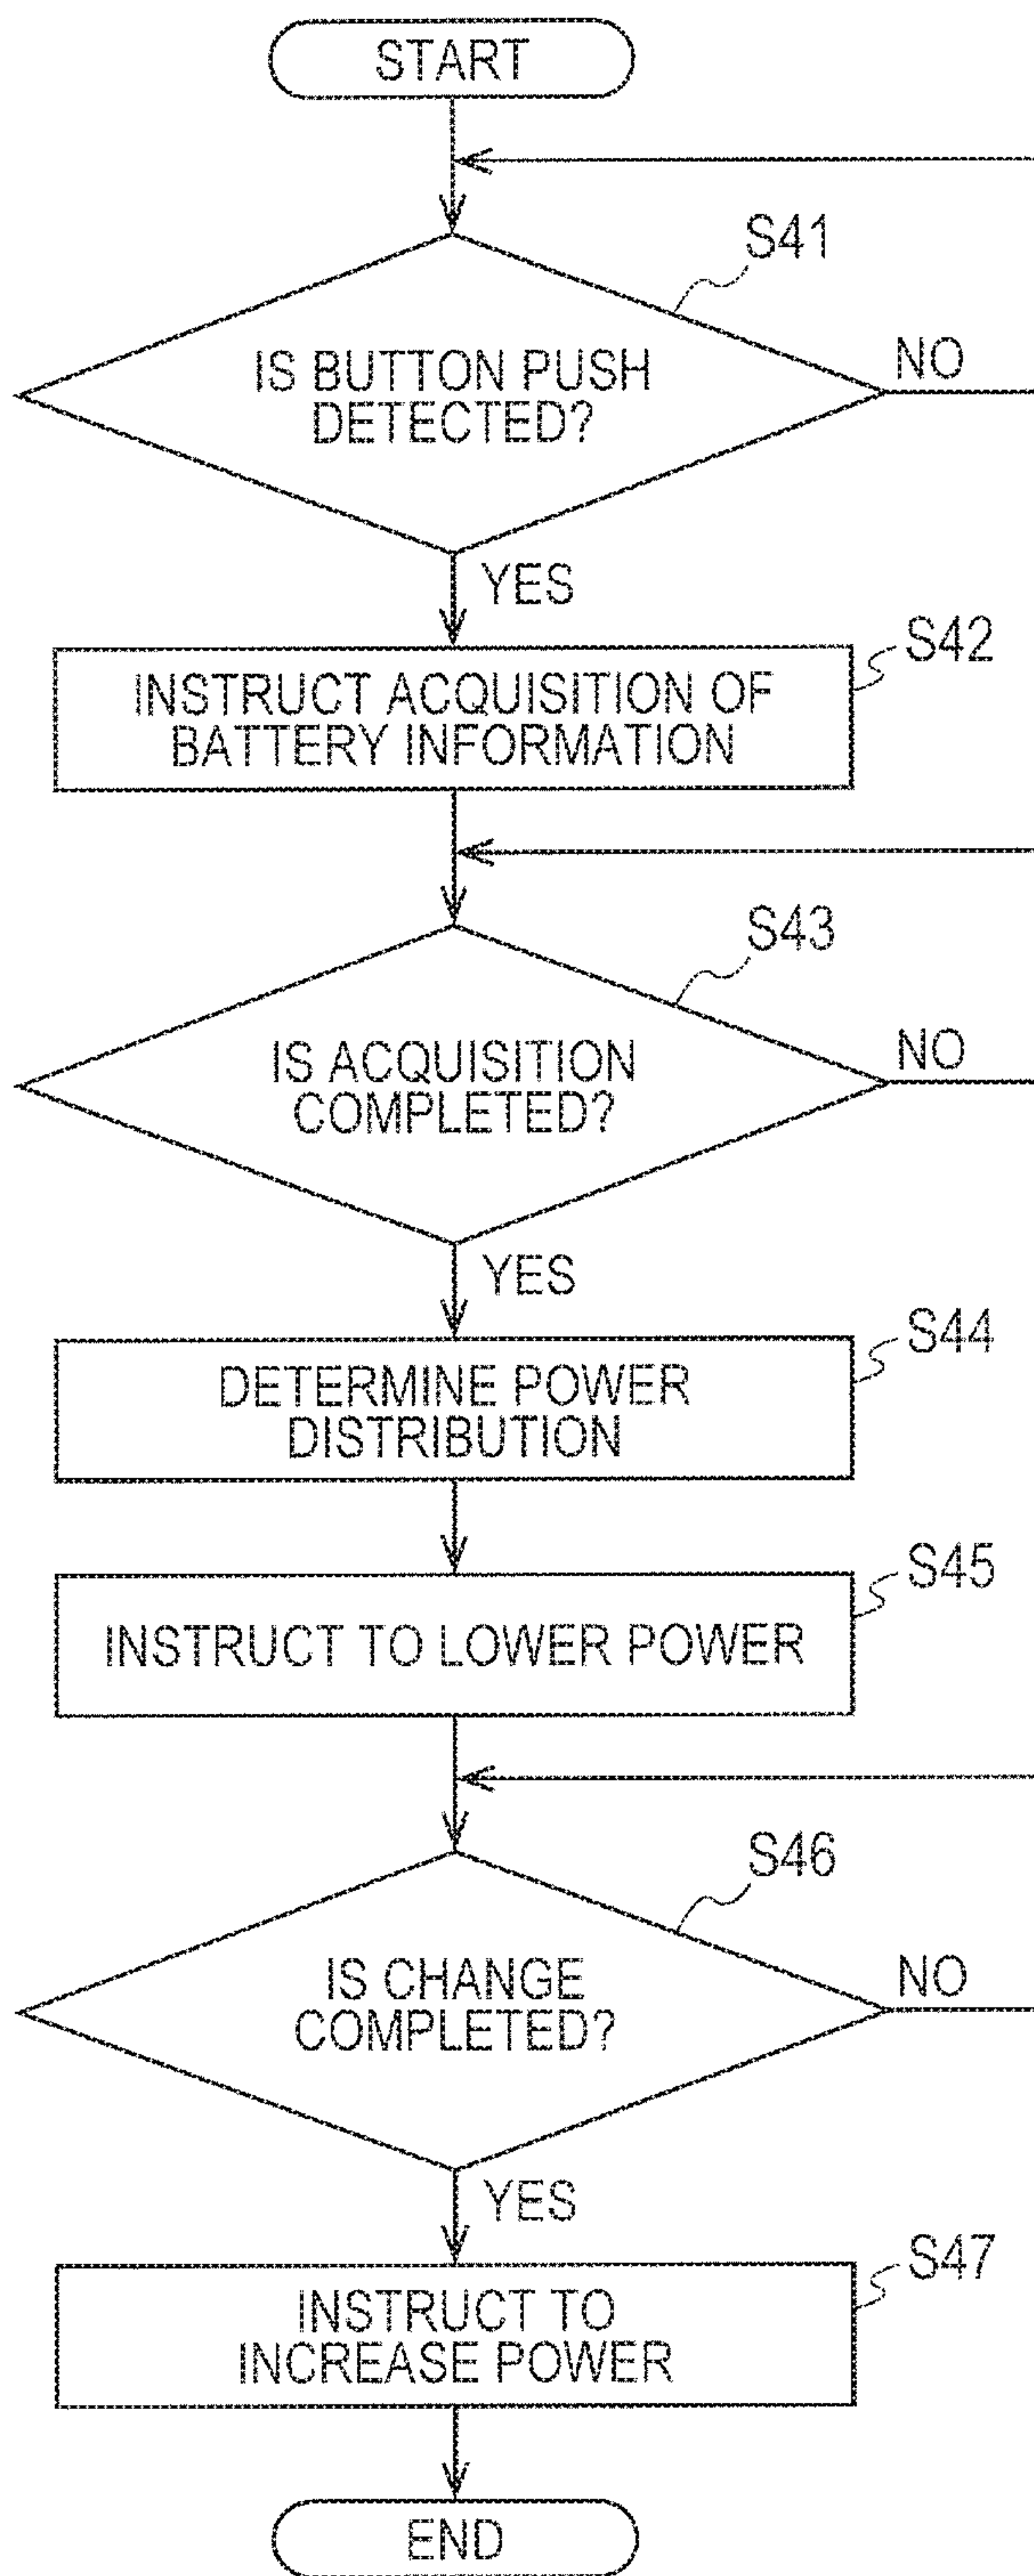 START
S41
IS BUTTON PUSH
DETECTED?
NO
YES
S42
INSTRUCT ACQUISITION OF
BATTERY INFORMATION
S43
IS ACQUISITION
COMPLETED?
NO
YES
S44
DETERMINE POWER
DISTRIBUTION
S45
INSTRUCT TO LOWER POWER
S46
IS CHANGE
COMPLETED?
NO
YES
S47
INSTRUCT TO
INCREASE POWER
END